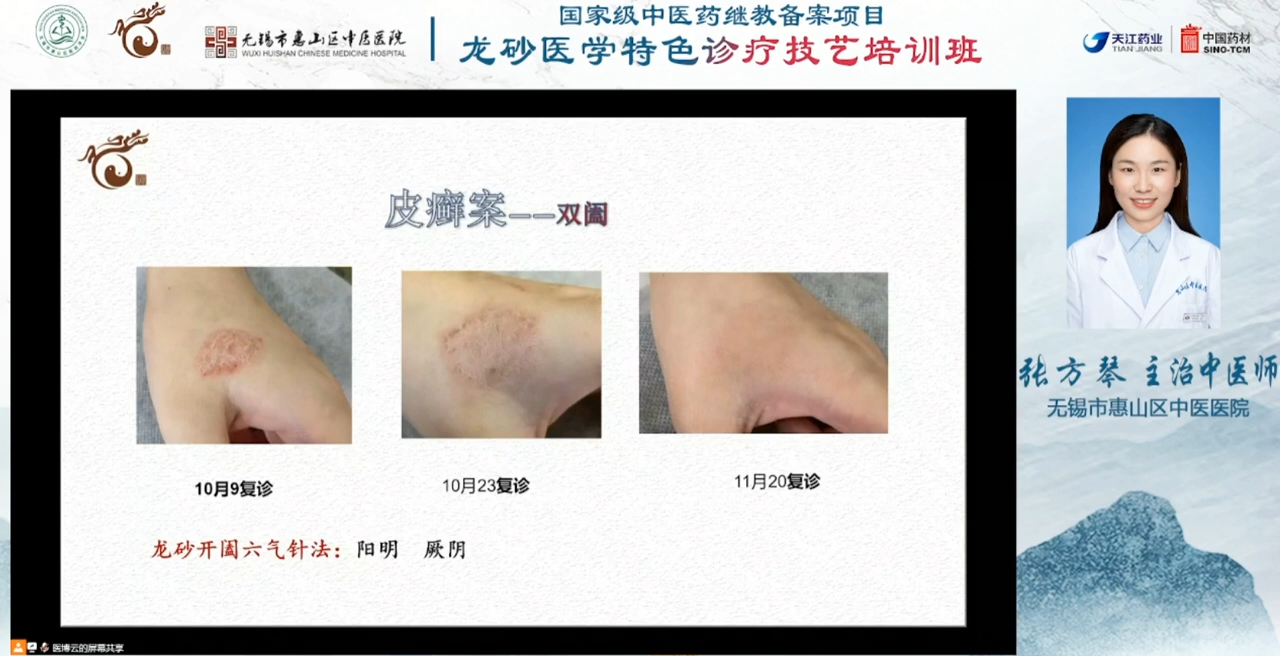 国家级中医药继教备案项目
龙砂医学特色诊疗技艺培训班
无锡市惠山区中医医院
WUXI HUISHAN CHINESE MEDICINE HOSPITAL
天江药业
TIAN JIANG
中国药材
SINO-TCM
皮癣案——双阖
10月9复诊
10月23复诊
11月20复诊
龙砂开阖六气针法：阳明 厥阴
张方琴 主治中医师
无锡市惠山区中医医院
医博云的屏幕共享